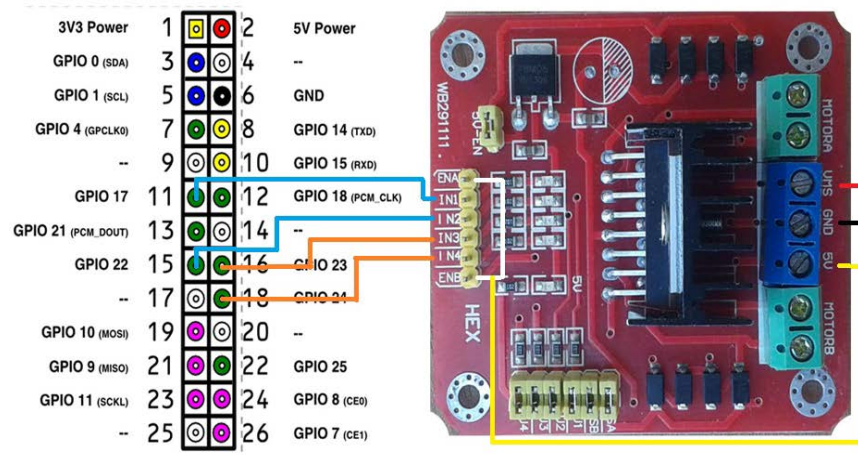 3V3 Power 1 2 5V Power
GPIO 0 (SDA) 3 4 --
GPIO 1 (SCL) 5 6 GND
GPIO 4 (GPCLK0) 7 8 GPIO 14 (TXD)
-- 9 10 GPIO 15 (RXD)
GPIO 17 11 12 GPIO 18 (PCM_CLK)
GPIO 21 (PCM_DOUT) 13 14 --
GPIO 22 15 16 GPIO 23
-- 17 18 GPIO 24
GPIO 10 (MOSI) 19 20 --
GPIO 9 (MISO) 21 22 GPIO 25
GPIO 11 (SCKL) 23 24 GPIO 8 (CE0)
-- 25 26 GPIO 7 (CE1)
WB291111
5V-EN
ENA
IN1
IN2
IN3
IN4
ENB
HEX
5V
MOTORA
VMS
GND
5V
MOTORB